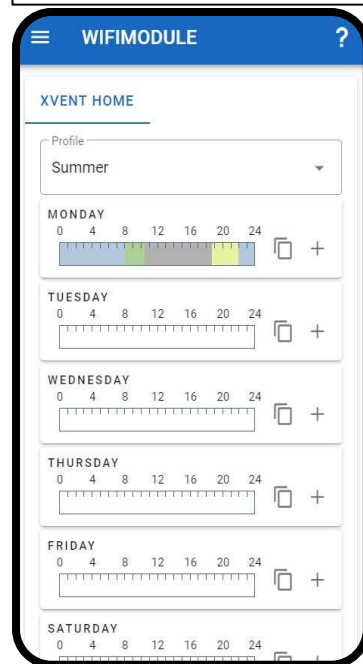 WIFIMODULE ?
XVENT HOME
Profile
Summer
MONDAY
0 4 8 12 16 20 24
TUESDAY
0 4 8 12 16 20 24
WEDNESDAY
0 4 8 12 16 20 24
THURSDAY
0 4 8 12 16 20 24
FRIDAY
0 4 8 12 16 20 24
SATURDAY
0 4 8 12 16 20 24